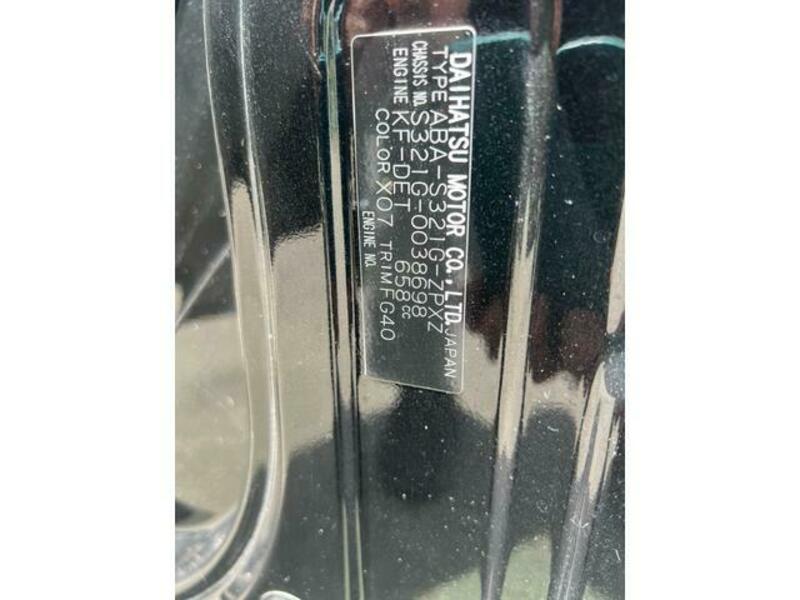 DAIHATSU MOTOR CO.,LTD. JAPAN
TYPE ABA-S321G-ZPXZ
CHASSIS NO. S321G-0038698
ENGINE KF-DET 658cc
COLOR X07 TRIM FG40
ENGINE NO.